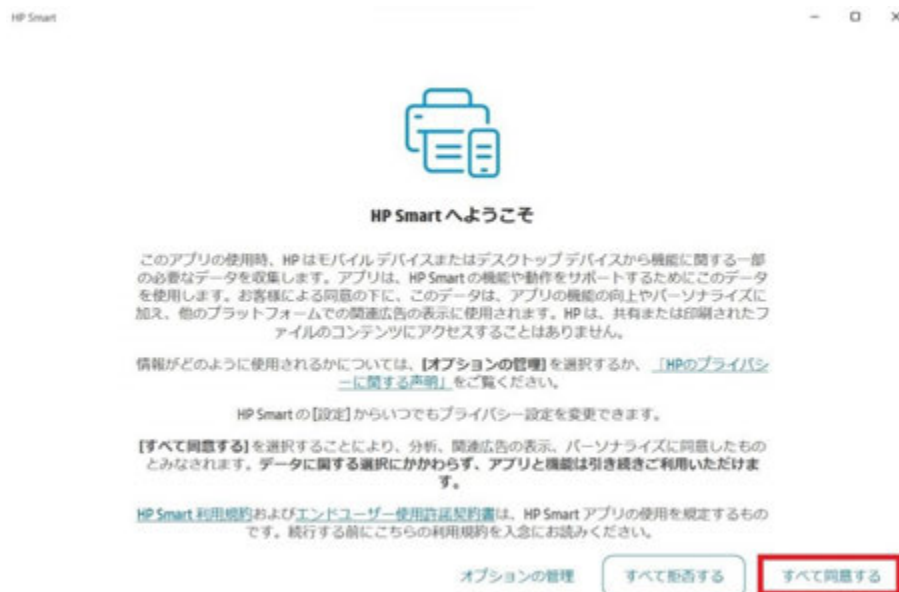 HP Smart
HP Smart へようこそ
このアプリの使用時、HP はモバイル デバイスまたはデスクトップ デバイスから機能に関する一部
の必要なデータを収集します。アプリは、HP Smart の機能や動作をサポートするためにこのデータ
を使用します。お客様による同意の下に、このデータは、アプリの機能の向上やパーソナライズに
加え、他のプラットフォームでの関連広告の表示に使用されます。HP は、共有または印刷されたフ
ァイルのコンテンツにアクセスすることはありません。
情報がどのように使用されるかについては、[オプションの管理] を選択するか、「HPのプライバシ
ーに関する声明」をご覧ください。
HP Smart の [設定] からいつでもプライバシー設定を変更できます。
[すべて同意する] を選択することにより、分析、関連広告の表示、パーソナライズに同意したもの
とみなされます。データに関する選択にかかわらず、アプリと機能は引き続きご利用いただけま
す。
HP Smart 利用規約およびエンドユーザー使用許諾契約書は、HP Smart アプリの使用を規定するもの
です。続行する前にこちらの利用規約を入念にお読みください。
オプションの管理 すべて拒否する すべて同意する